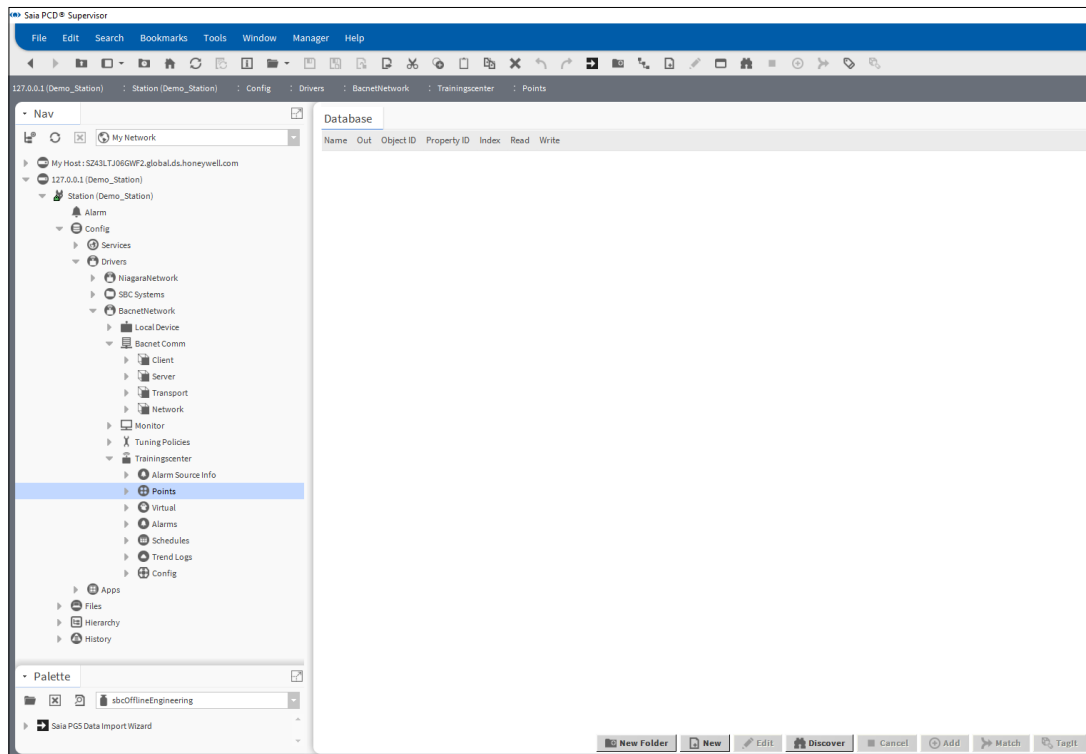 Saia PCD® Supervisor
File Edit Search Bookmarks Tools Window Manager Help
127.0.0.1 (Demo_Station) : Station (Demo_Station) : Config : Drivers : BacnetNetwork : Trainingscenter : Points
Nav
My Network
My Host : SZ43LTJ06GWF2.global.ds.honeywell.com
127.0.0.1 (Demo_Station)
Station (Demo_Station)
Alarm
Config
Services
Drivers
NiagaraNetwork
SBC Systems
BacnetNetwork
Local Device
Bacnet Comm
Client
Server
Transport
Network
Monitor
Tuning Policies
Trainingscenter
Alarm Source Info
Points
Virtual
Alarms
Schedules
Trend Logs
Config
Apps
Files
Hierarchy
History
Palette
sbcOfflineEngineering
Saia PG5 Data Import Wizard
Database
Name Out Object ID Property ID Index Read Write
New Folder New Edit Discover Cancel Add Match TagIt